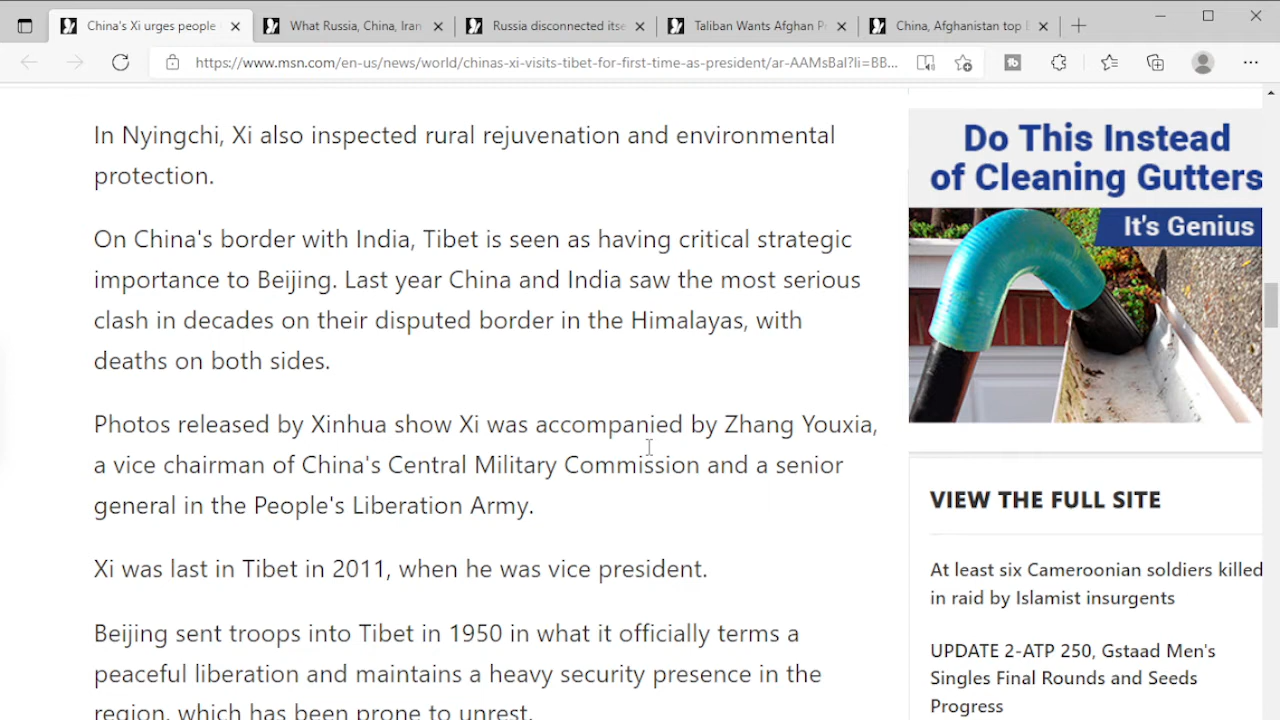 China's Xi urges people
What Russia, China, Iran
Russia disconnected itse
Taliban Wants Afghan P
China, Afghanistan top
https://www.msn.com/en-us/news/world/chinas-xi-visits-tibet-for-first-time-as-president/ar-AAMsBal?li=BB...
In Nyingchi, Xi also inspected rural rejuvenation and environmental
protection.
On China's border with India, Tibet is seen as having critical strategic
importance to Beijing. Last year China and India saw the most serious
clash in decades on their disputed border in the Himalayas, with
deaths on both sides.
Photos released by Xinhua show Xi was accompanied by Zhang Youxia,
a vice chairman of China's Central Military Commission and a senior
general in the People's Liberation Army.
Xi was last in Tibet in 2011, when he was vice president.
Beijing sent troops into Tibet in 1950 in what it officially terms a
peaceful liberation and maintains a heavy security presence in the
region, which has been prone to unrest.
Do This Instead
of Cleaning Gutters
It's Genius
VIEW THE FULL SITE
At least six Cameroonian soldiers killed
in raid by Islamist insurgents
UPDATE 2-ATP 250, Gstaad Men's
Singles Final Rounds and Seeds
Progress